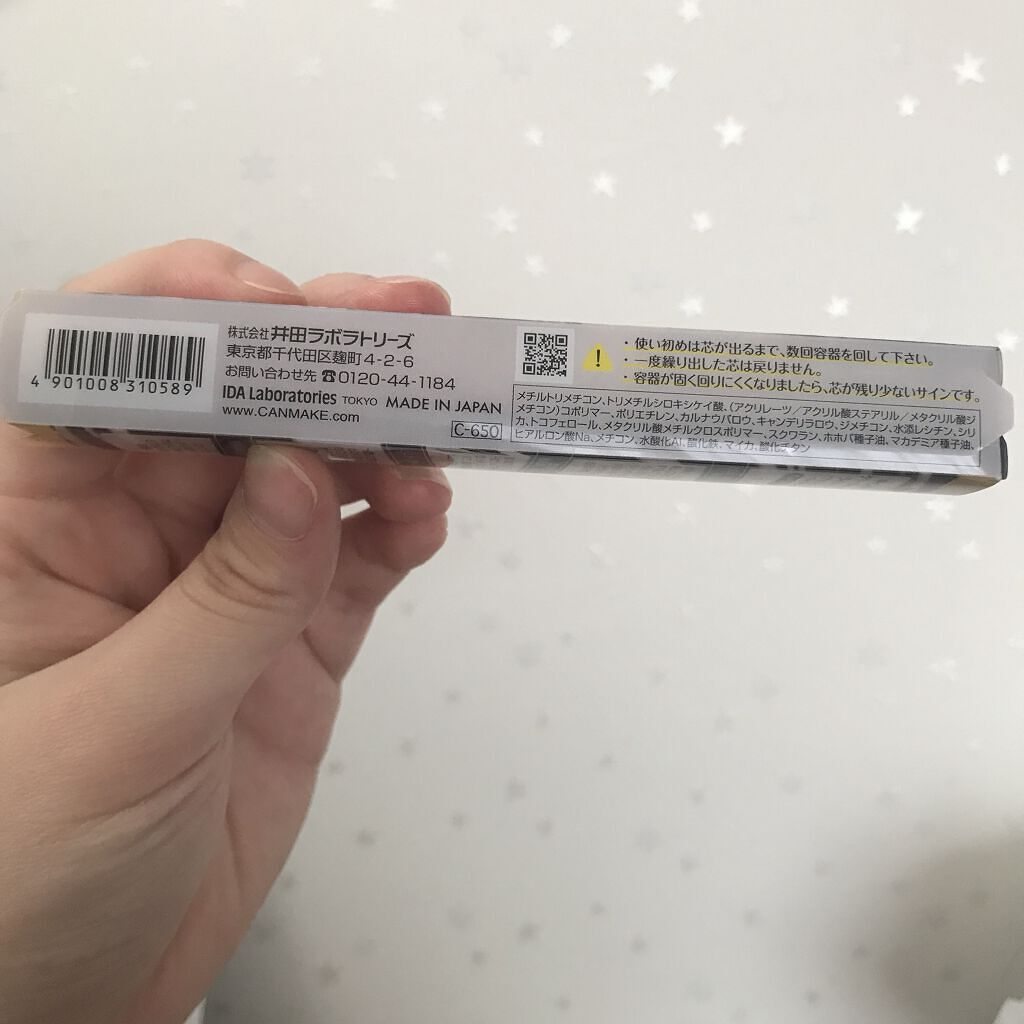 4 901008 310589
株式会社 井田ラボラトリーズ
東京都千代田区麹町4-2-6
お問い合わせ先 ☎0120-44-1184
IDA Laboratories TOKYO MADE IN JAPAN
WWW.CANMAKE.com
C-650
・使い初めは芯が出るまで、数回容器を回して下さい。
・一度繰り出した芯は戻りません。
・容器が固く回りにくくなりましたら、芯が残り少ないサインです。
メチルトリメチコン、トリメチルシロキシケイ酸、(アクリレーツ/アクリル酸ステアリル/メタクリル酸ジ
メチコン)コポリマー、ポリエチレン、カルナウバロウ、キャンデリラロウ、ジメチコン、水添レシチン、シリ
カ、トコフェロール、メタクリル酸メチルクロスポリマー、スクワラン、ホホバ種子油、マカデミア種子油、
ヒアルロン酸Na、メチコン、水酸化Al、酸化鉄、マイカ、酸化チタン